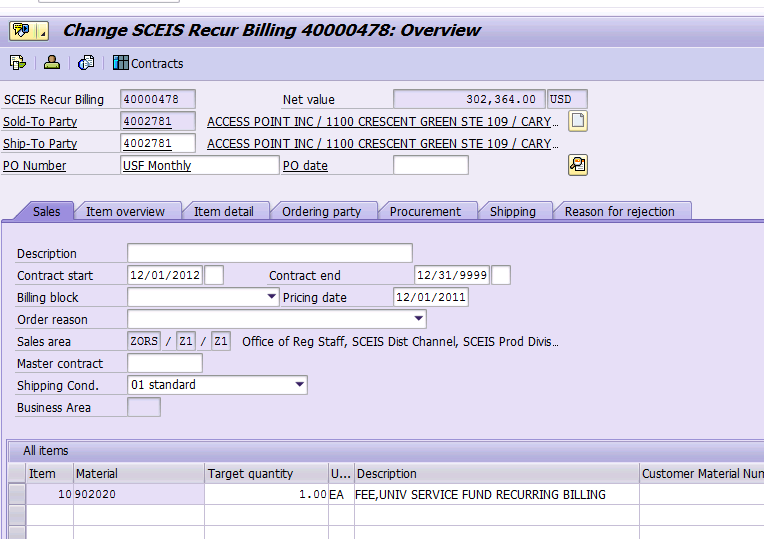 Change SCEIS Recur Billing 40000478: Overview
Contracts
SCEIS Recur Billing 40000478 Net value 302,364.00 USD
Sold-To Party 4002781 ACCESS POINT INC / 1100 CRESCENT GREEN STE 109 / CARY...
Ship-To Party 4002781 ACCESS POINT INC / 1100 CRESCENT GREEN STE 109 / CARY...
PO Number USF Monthly PO date
Sales Item overview Item detail Ordering party Procurement Shipping Reason for rejection
Description
Contract start 12/01/2012 Contract end 12/31/9999
Billing block Pricing date 12/01/2011
Order reason
Sales area ZORS / Z1 / Z1 Office of Reg Staff, SCEIS Dist Channel, SCEIS Prod Divis...
Master contract
Shipping Cond. 01 standard
Business Area
All items
Item Material Target quantity U... Description Customer Material Num
10 902020 1.00 EA FEE,UNIV SERVICE FUND RECURRING BILLING